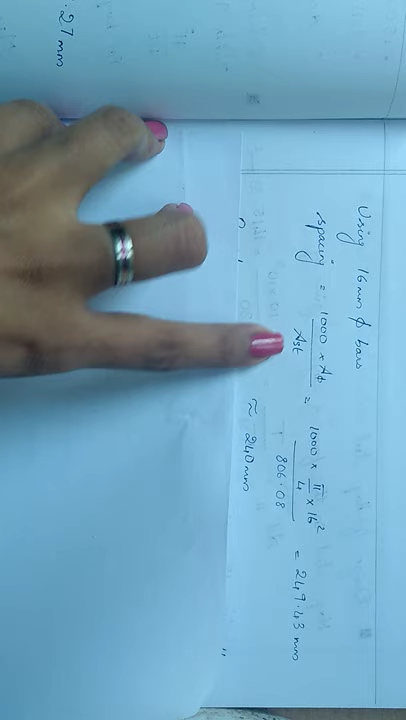 .27 mm
Using 16mm φ bars
spacing = 1000 × Aφ / Ast = 1000 × π/4 × 16² / 806.08 = 249.43 mm
≈ 240mm